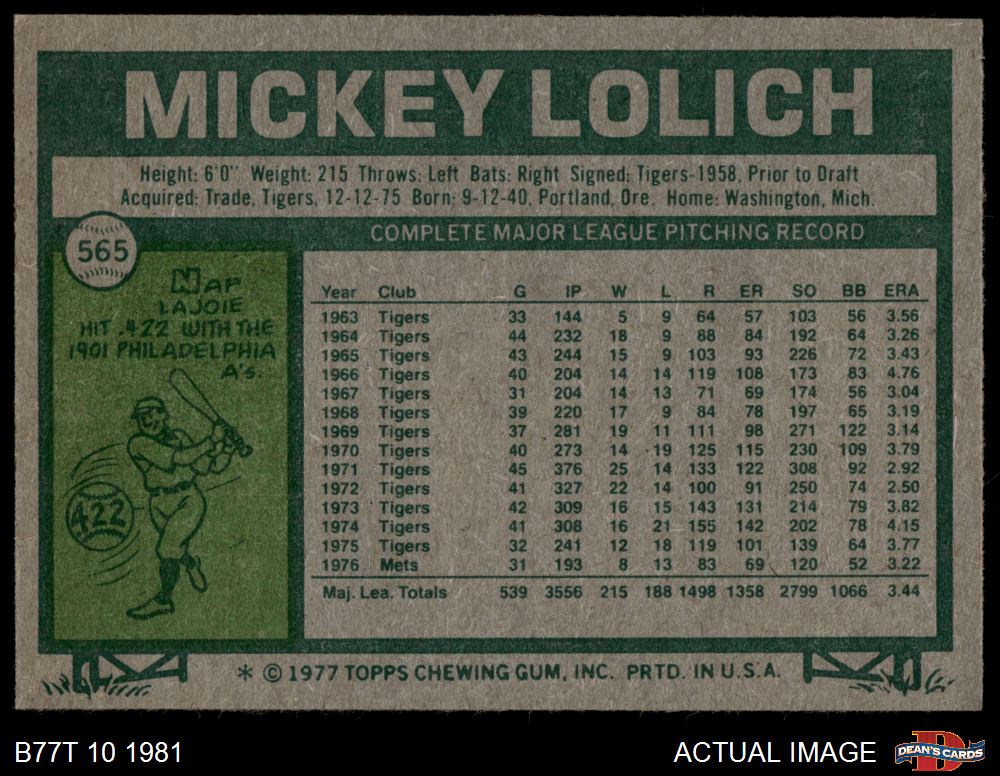 MICKEY LOLICH
Height: 6'0" Weight: 215 Throws: Left Bats: Right Signed: Tigers-1958, Prior to Draft
Acquired: Trade, Tigers, 12-12-75 Born: 9-12-40, Portland, Ore. Home: Washington, Mich.
565
NAP
LAJOIE
HIT .422 WITH THE
1901 PHILADELPHIA
A's.
422
COMPLETE MAJOR LEAGUE PITCHING RECORD
Year Club G IP W L R ER SO BB ERA
1963 Tigers 33 144 5 9 64 57 103 56 3.56
1964 Tigers 44 232 18 9 88 84 192 64 3.26
1965 Tigers 43 244 15 9 103 93 226 72 3.43
1966 Tigers 40 204 14 14 119 108 173 83 4.76
1967 Tigers 31 204 14 13 71 69 174 56 3.04
1968 Tigers 39 220 17 9 84 78 197 65 3.19
1969 Tigers 37 281 19 11 111 98 271 122 3.14
1970 Tigers 40 273 14 19 125 115 230 109 3.79
1971 Tigers 45 376 25 14 133 122 308 92 2.92
1972 Tigers 41 327 22 14 100 91 250 74 2.50
1973 Tigers 42 309 16 15 143 131 214 79 3.82
1974 Tigers 41 308 16 21 155 142 202 78 4.15
1975 Tigers 32 241 12 18 119 101 139 64 3.77
1976 Mets 31 193 8 13 83 69 120 52 3.22
Maj. Lea. Totals 539 3556 215 188 1498 1358 2799 1066 3.44
* © 1977 TOPPS CHEWING GUM, INC. PRTD. IN U.S.A.
B77T 10 1981
ACTUAL IMAGE
DEAN'S CARDS